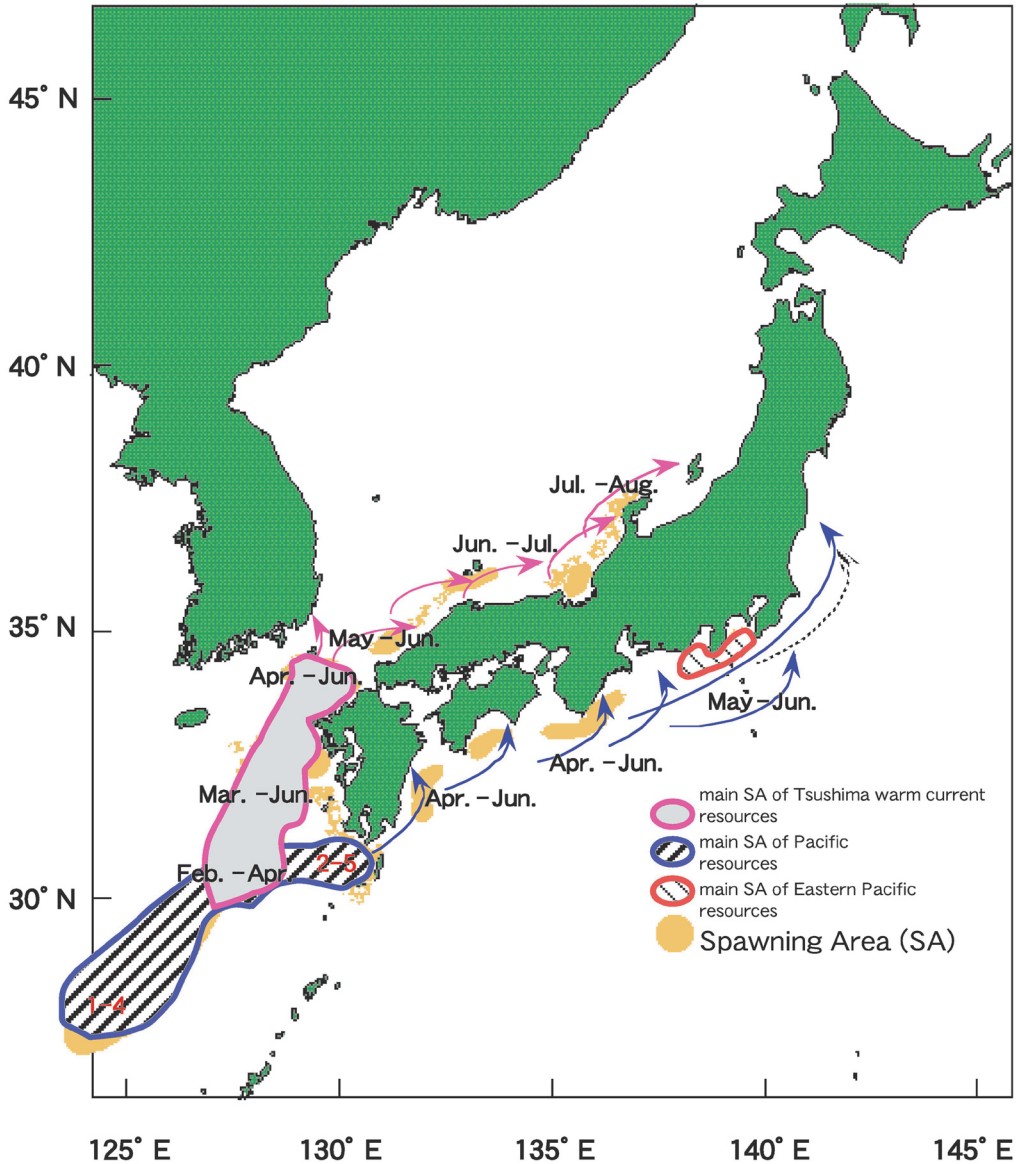 45° N
40° N
Jul. -Aug.
Jun. -Jul.
35° N
May -Jun.
Apr. -Jun.
May-Jun.
Apr. -Jun.
Mar. -Jun.
Apr. -Jun.
main SA of Tsushima warm current
resources
main SA of Pacific
resources
2-5
Feb. -Apr.
main SA of Eastern Pacific
resources
30° N
Spawning Area (SA)
1-4
125° E
130° E
135° E
140° E
145° E